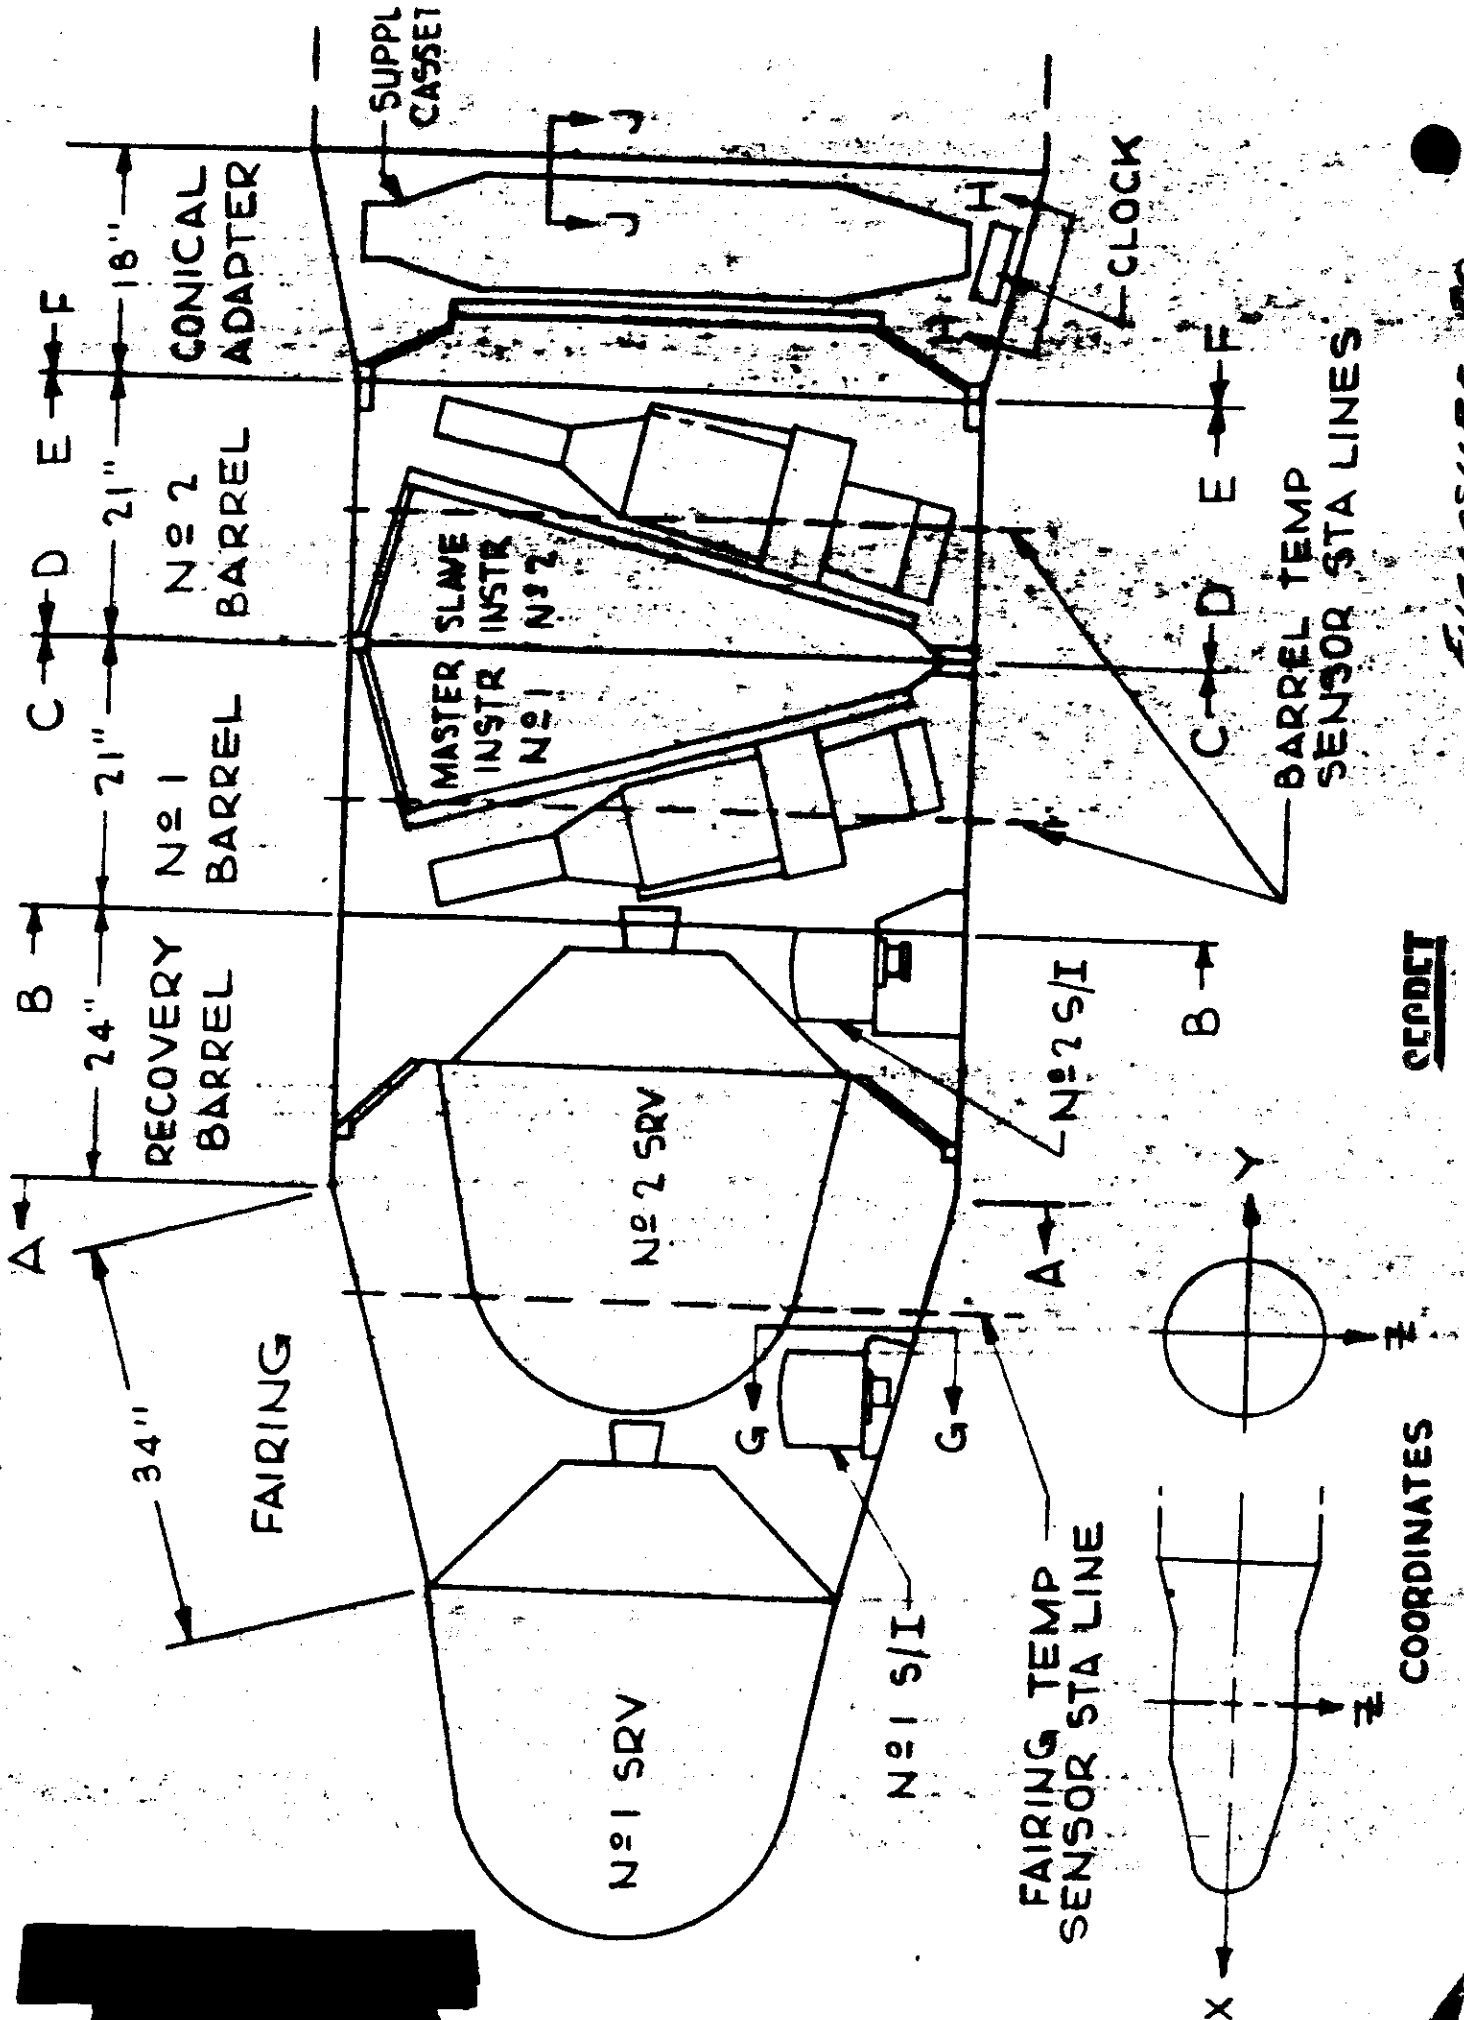 A
B
C
D
E
F
34"
24"
21"
21"
18"
FAIRING
RECOVERY
BARREL
Nº 1
BARREL
Nº 2
BARREL
CONICAL
ADAPTER
SUPPL
CASSET
J
J
MASTER
INSTR
Nº 1
SLAVE
INSTR
Nº 2
Nº 1 SRV
Nº 2 SRV
G
G
H
H
CLOCK
Nº 1 S/I
Nº 2 S/I
A
B
C
D
E
F
FAIRING TEMP
SENSOR STA LINE
BARREL TEMP
SENSOR STA LINES
X
Z
Y
Z
COORDINATES
SECRET